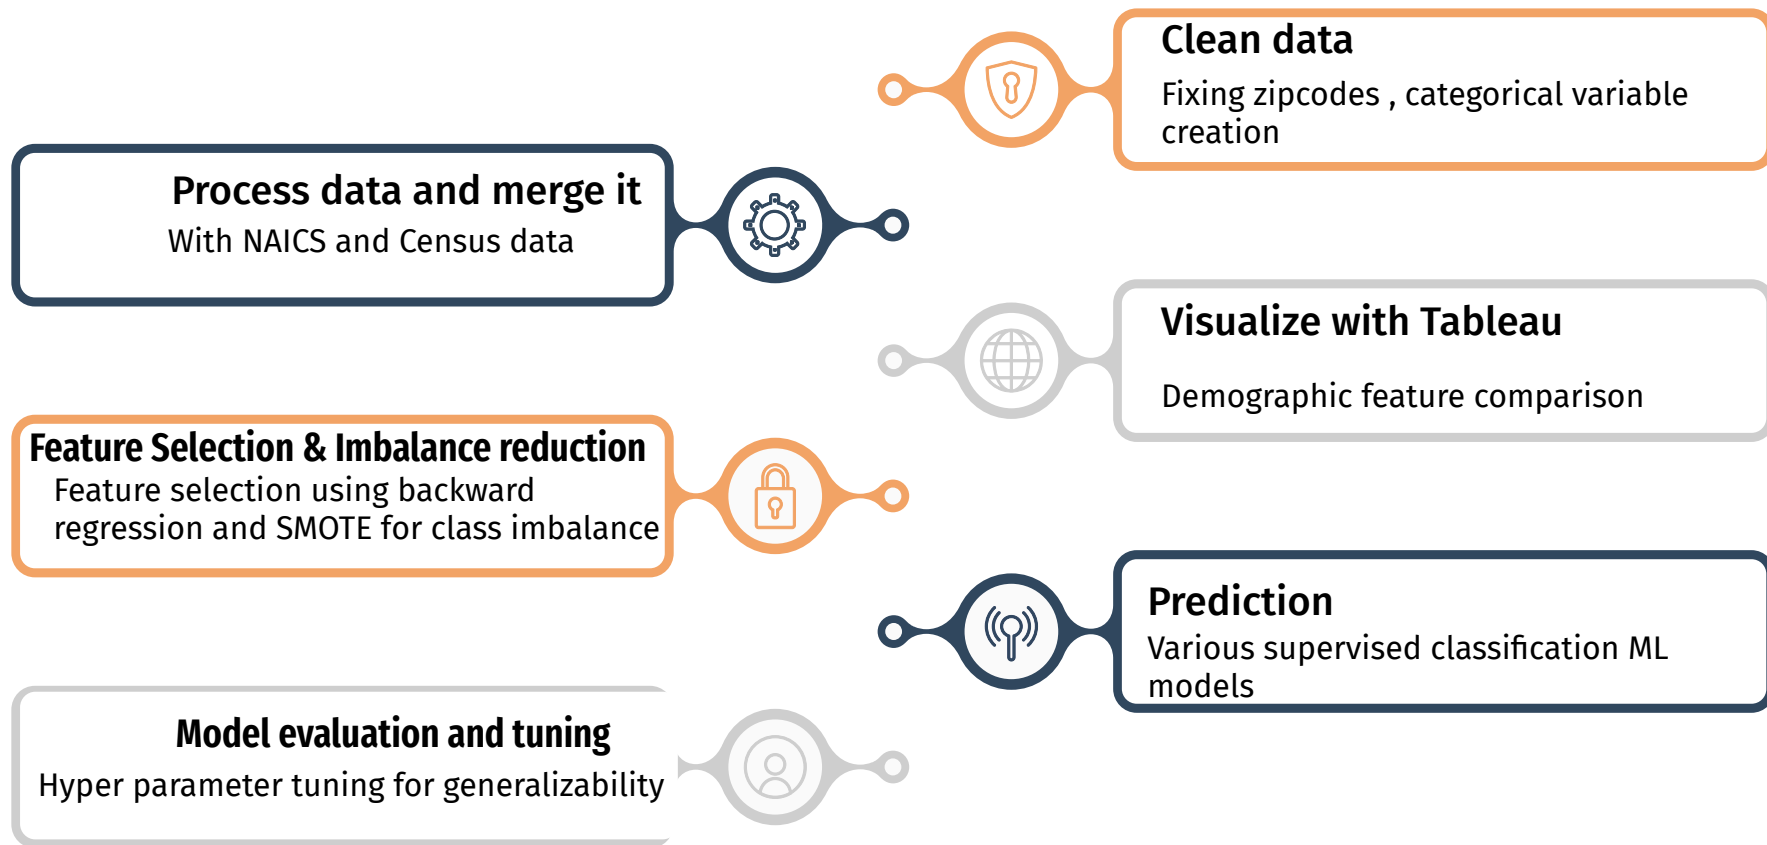 Clean data
Fixing zipcodes , categorical variable
creation
Process data and merge it
With NAICS and Census data
Visualize with Tableau
Demographic feature comparison
Feature Selection & Imbalance reduction
Feature selection using backward
regression and SMOTE for class imbalance
Prediction
Various supervised classification ML
models
Model evaluation and tuning
Hyper parameter tuning for generalizability